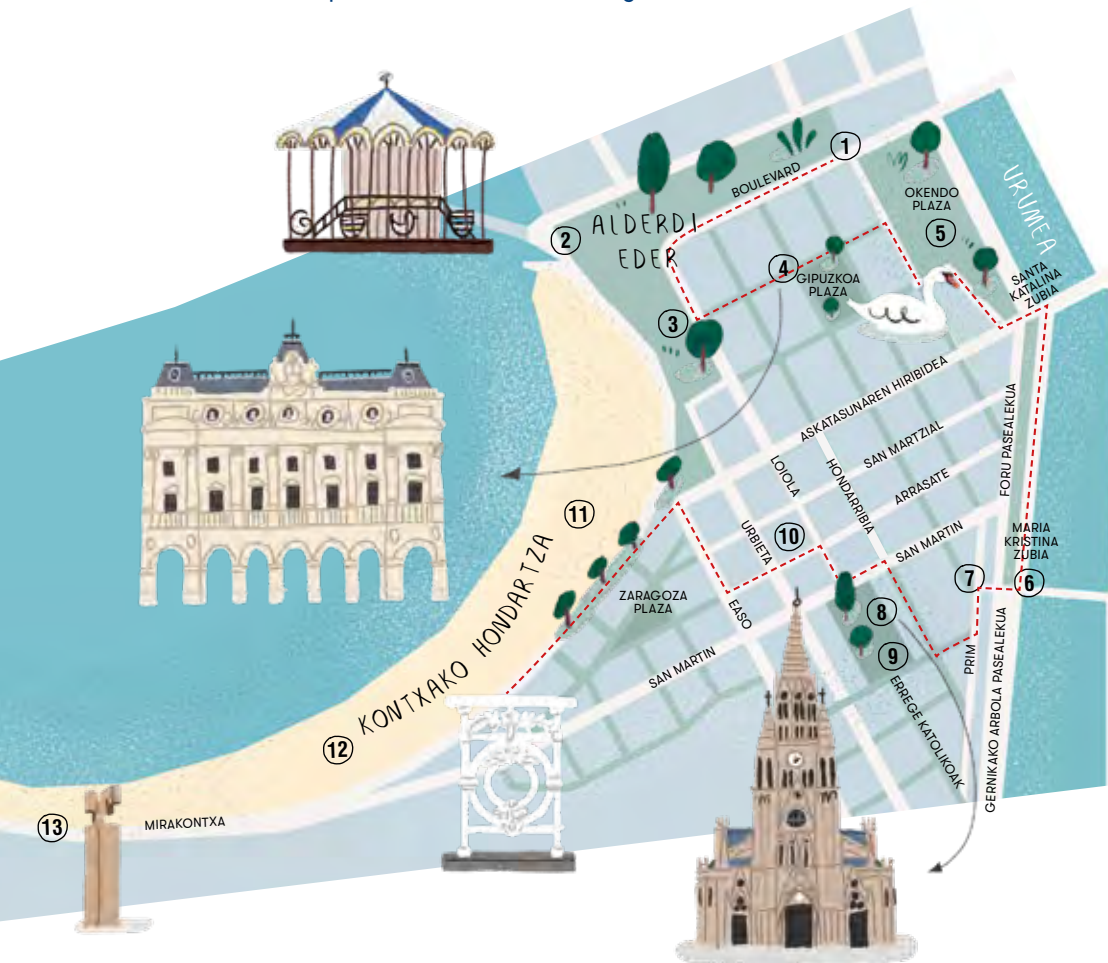 1
BOULEVARD
OKENDO
PLAZA
5
URUMEA
2
ALDERDI
EDER
4
GIPUZKOA
PLAZA
SANTA
KATALINA
ZUBIA
3
ASKATASUNAREN HIRIBIDEA
SAN MARTZIAL
ARRASATE
SAN MARTIN
LOIOLA
HONDARRIBIA
FORU PASEALEKUA
URBIETA
10
11
MARIA
KRISTINA
ZUBIA
7
6
ZARAGOZA
PLAZA
EASO
8
9
PRIM
SAN MARTIN
ERREGE KATOLIKOAK
GERNIKAKO ARBOLA PASEALEKUA
KONTXAKO HONDARTZA
12
13
MIRAKONTXA